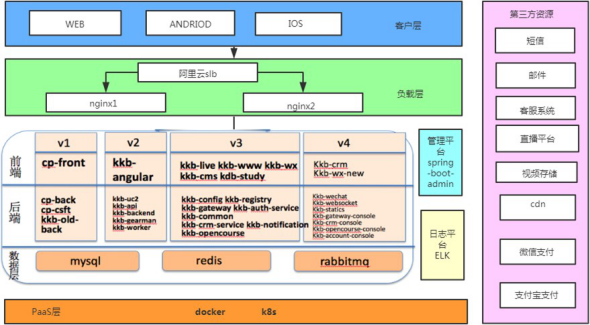 WEB
ANDRIOD
IOS
客户层
阿里云slb
nginx1
nginx2
负载层
v1
v2
v3
v4
前端
cp-front
kkb-
angular
kkb-live kkb-www kkb-wx
kkb-cms kdb-study
Kkb-crm
Kkb-wx-new
后端
cp-back
cp-csft
kkb-old-
back
kkb-uc2
kkb-api
kkb-backend
kkb-gearman
kkb-worker
kkb-config kkb-registry
kkb-gateway kkb-auth-service
kkb-common
kkb-crm-service kkb-notification
kkb-opencourse
Kkb-wechat
Kkb-websocket
Kkb-statics
Kkb-gateway-console
Kkb-crm-console
Kkb-opencourse-console
Kkb-account-console
数据层
mysql
redis
rabbitmq
管理平
台
spring
-boot-
admin
日志平
台
ELK
PaaS层
docker
k8s
第三方资源
短信
邮件
客服系统
直播平台
视频存储
cdn
微信支付
支付宝支付